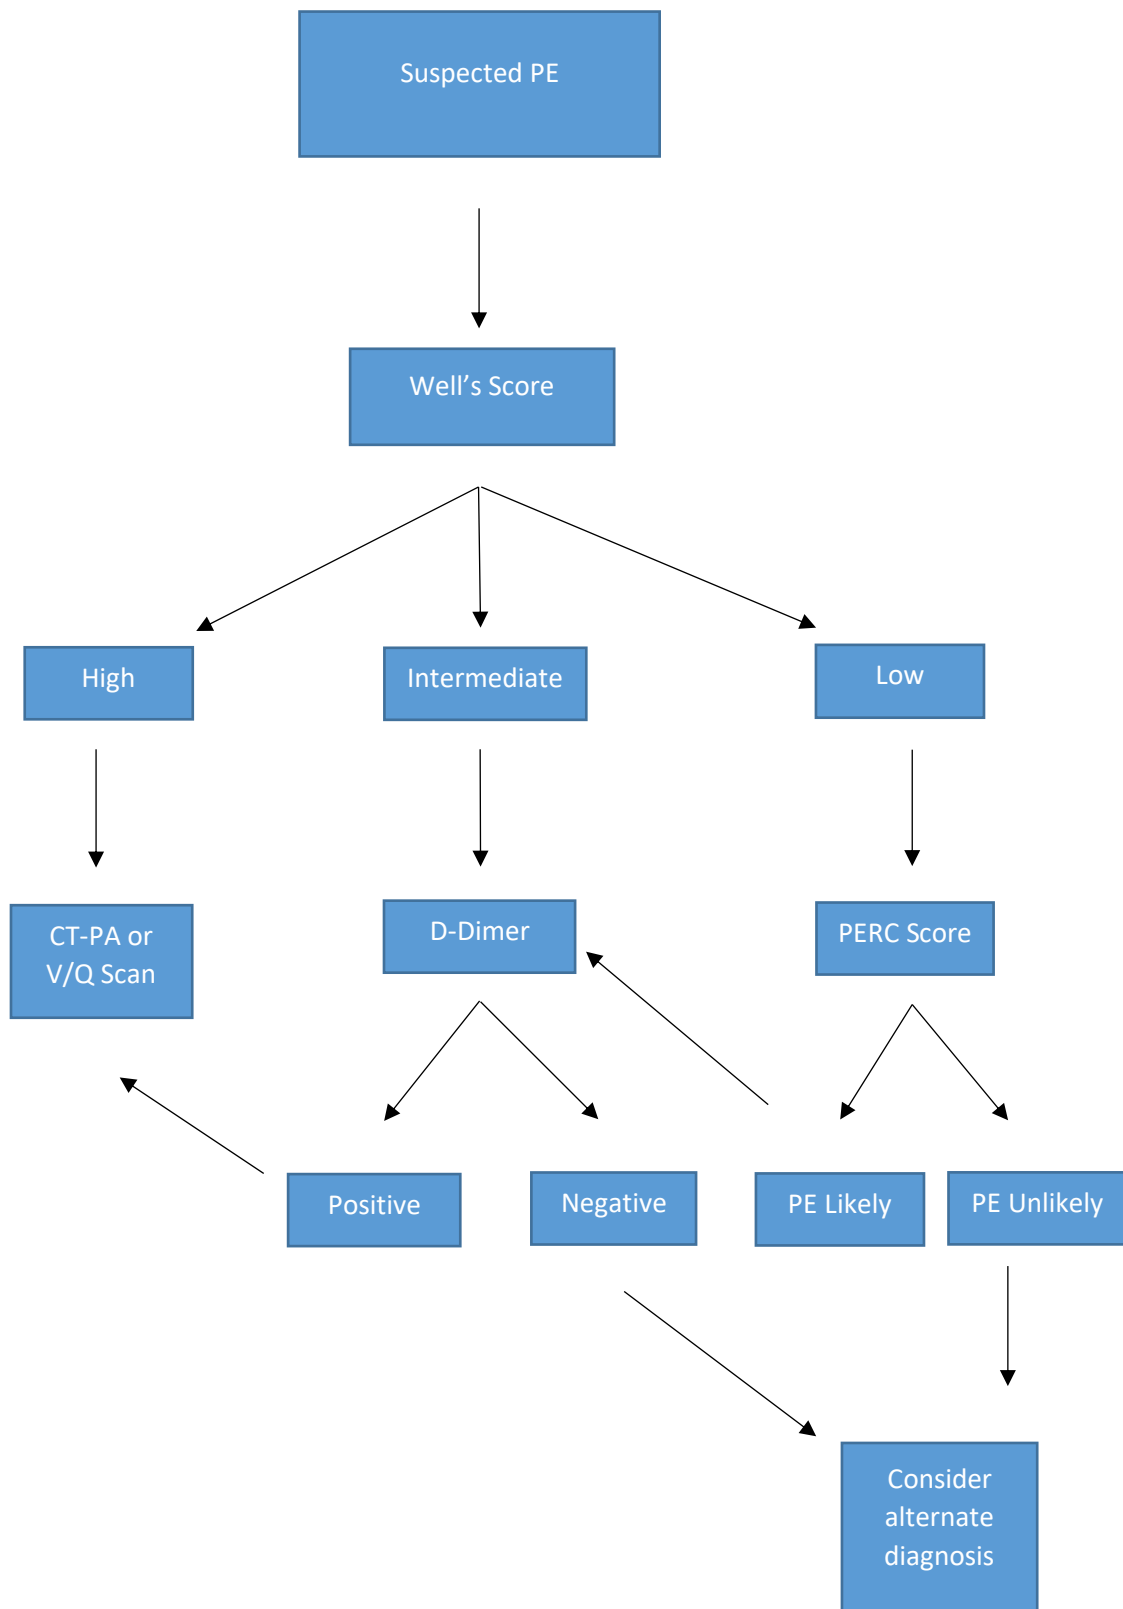 Suspected PE
Well’s Score
High
Intermediate
Low
CT-PA or
V/Q Scan
D-Dimer
PERC Score
Positive
Negative
PE Likely
PE Unlikely
Consider
alternate
diagnosis